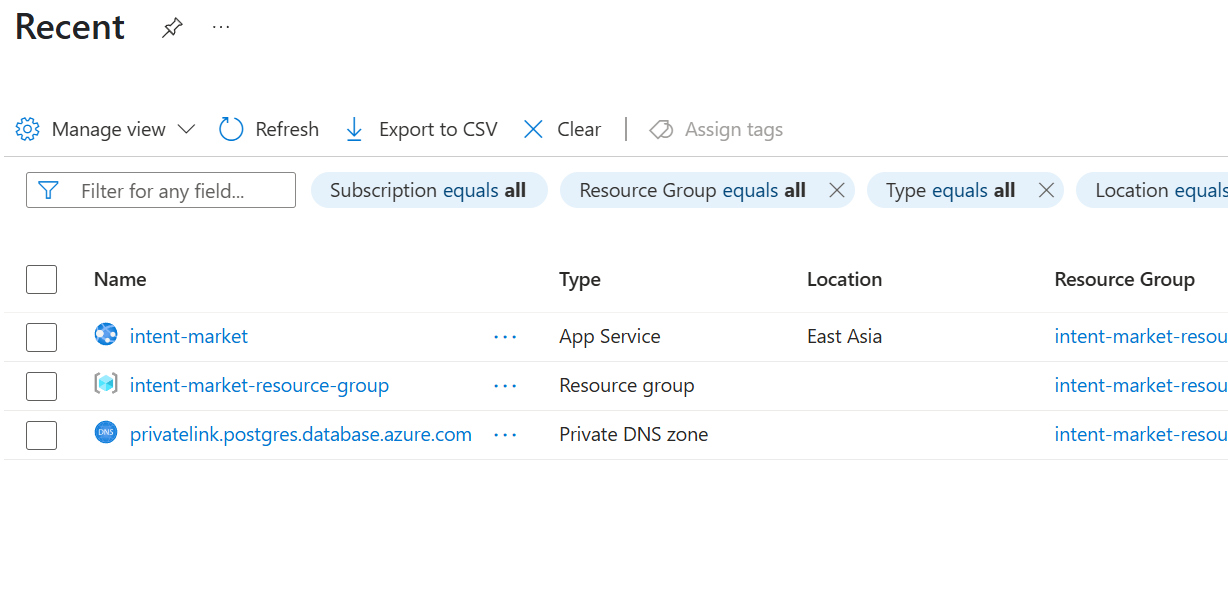 Recent
Manage view Refresh Export to CSV Clear Assign tags
Filter for any field... Subscription equals all Resource Group equals all Type equals all Location equals
Name Type Location Resource Group
intent-market App Service East Asia intent-market-resou
intent-market-resource-group Resource group intent-market-resou
DNS privatelink.postgres.database.azure.com Private DNS zone intent-market-resou